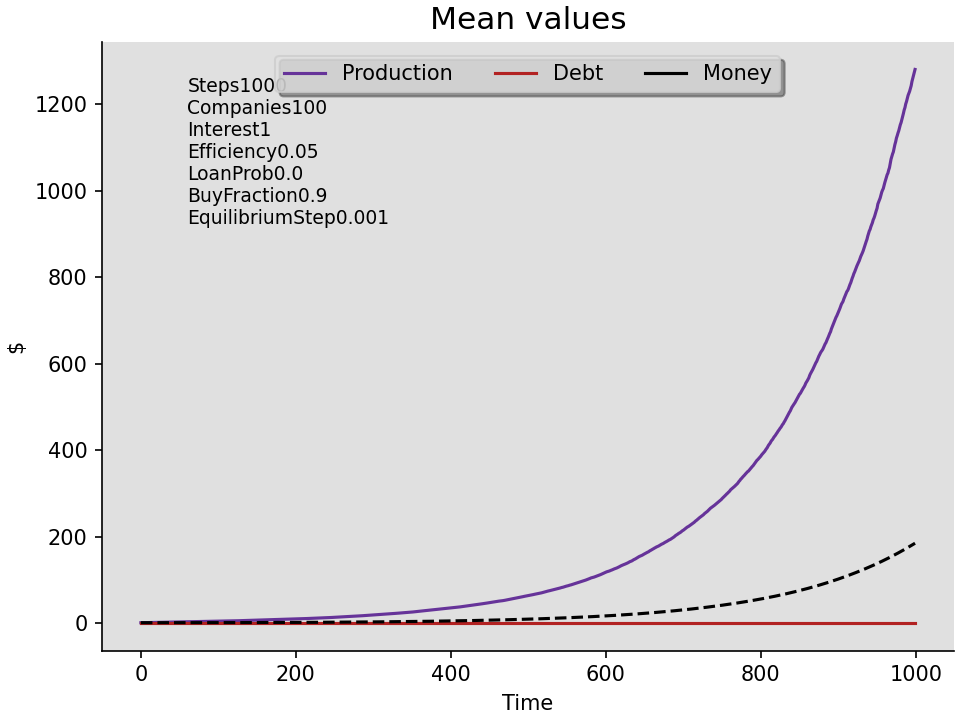 Mean values
Production Debt Money
Steps1000
Companies100
Interest1
Efficiency0.05
LoanProb0.0
BuyFraction0.9
EquilibriumStep0.001
$
1200
1000
800
600
400
200
0
0 200 400 600 800 1000
Time